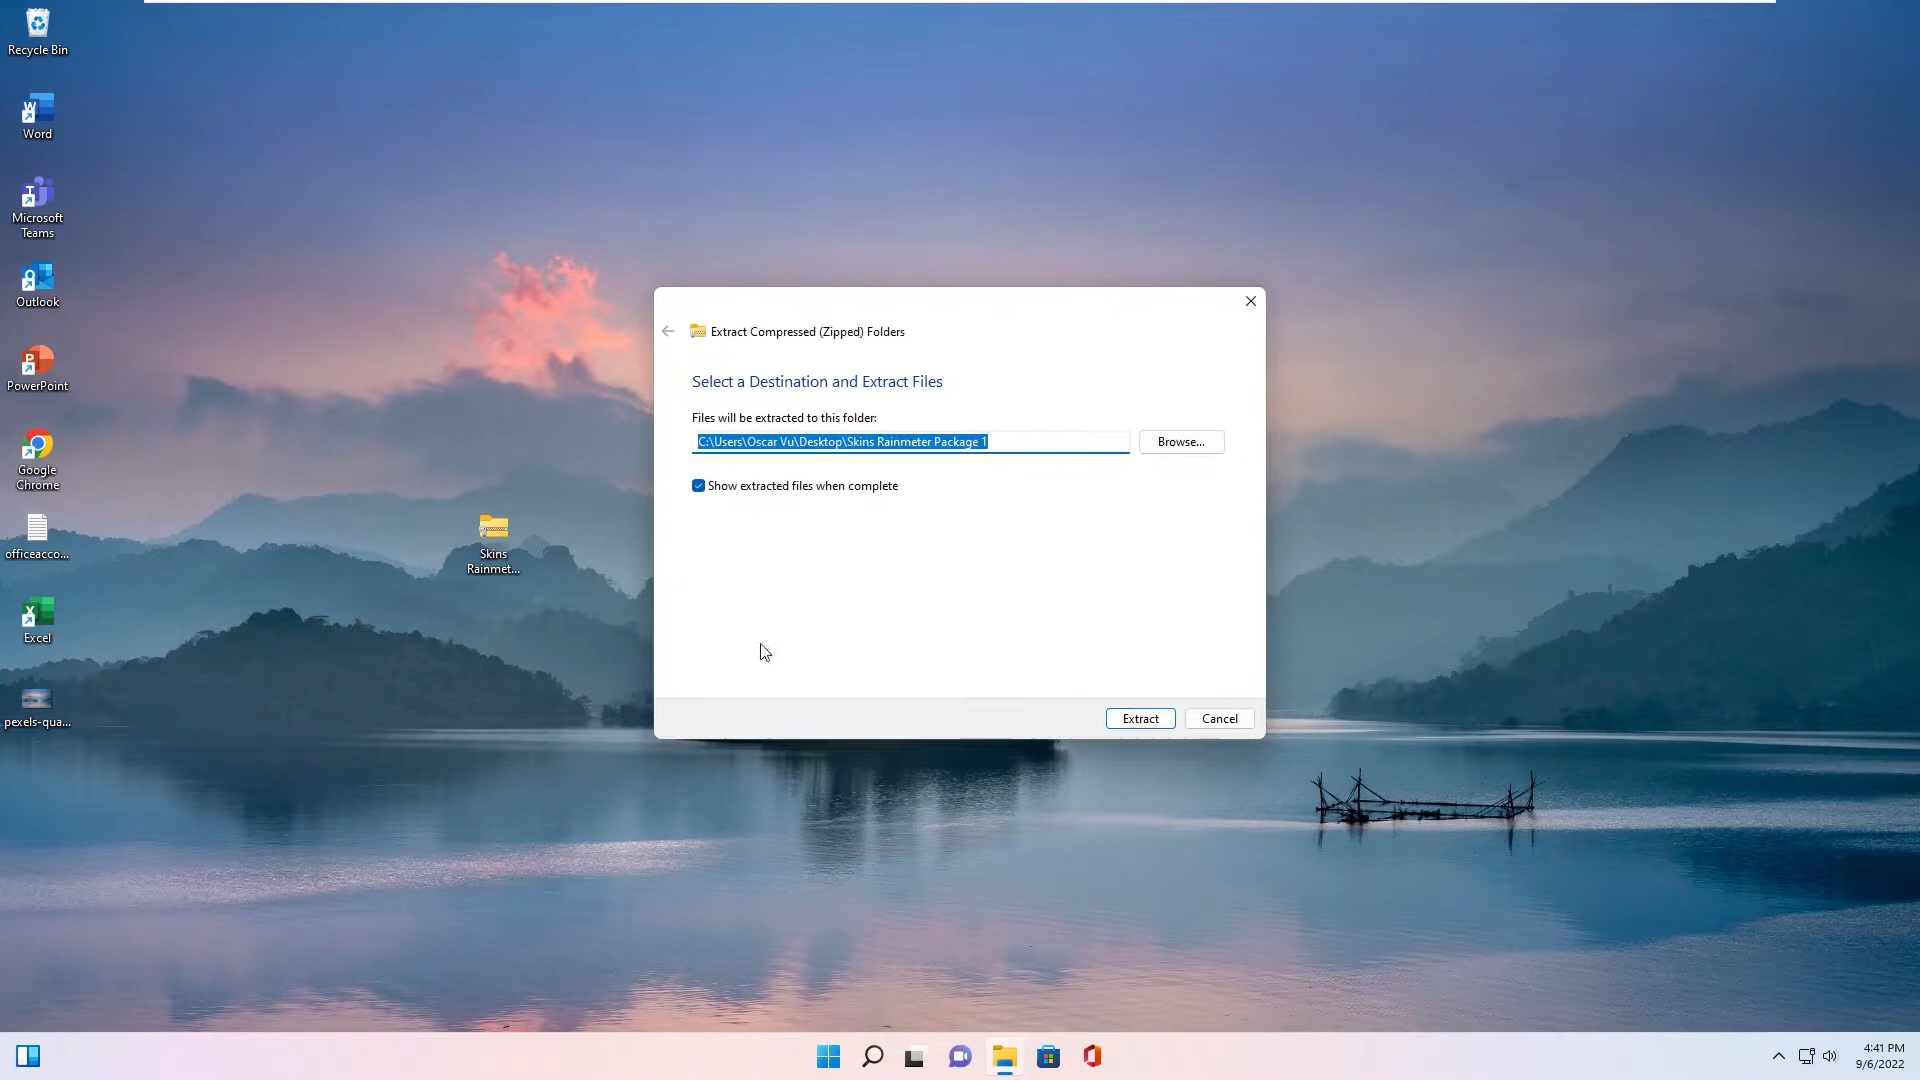 Recycle Bin
Word
Microsoft
Teams
Outlook
PowerPoint
Google
Chrome
officeacco...
Excel
pexels-qua...
Skins
Rainmet...
Extract Compressed (Zipped) Folders
Select a Destination and Extract Files
Files will be extracted to this folder:
C:\Users\Oscar Vu\Desktop\Skins Rainmeter Package 1
Browse...
Show extracted files when complete
Extract
Cancel
4:41 PM
9/6/2022